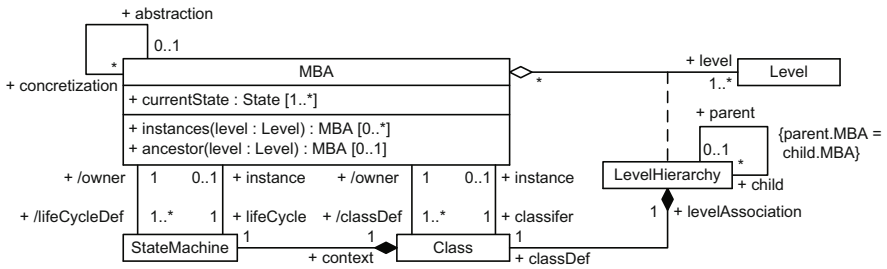 + abstraction
0..1
*
+ concretization
MBA
+ currentState : State [1..*]
+ instances(level : Level) : MBA [0..*]
+ ancestor(level : Level) : MBA [0..1]
*
+ level
1..*
Level
+ parent
0..1
{parent.MBA =
child.MBA}
*
+ child
LevelHierarchy
1
+ levelAssociation
+ /owner
1
0..1
+ instance
+ /owner
1
0..1
+ instance
+ /lifeCycleDef
1..*
1
+ lifeCycle
+ /classDef
1..*
1
+ classifer
StateMachine
1
1
+ context
Class
1
+ classDef